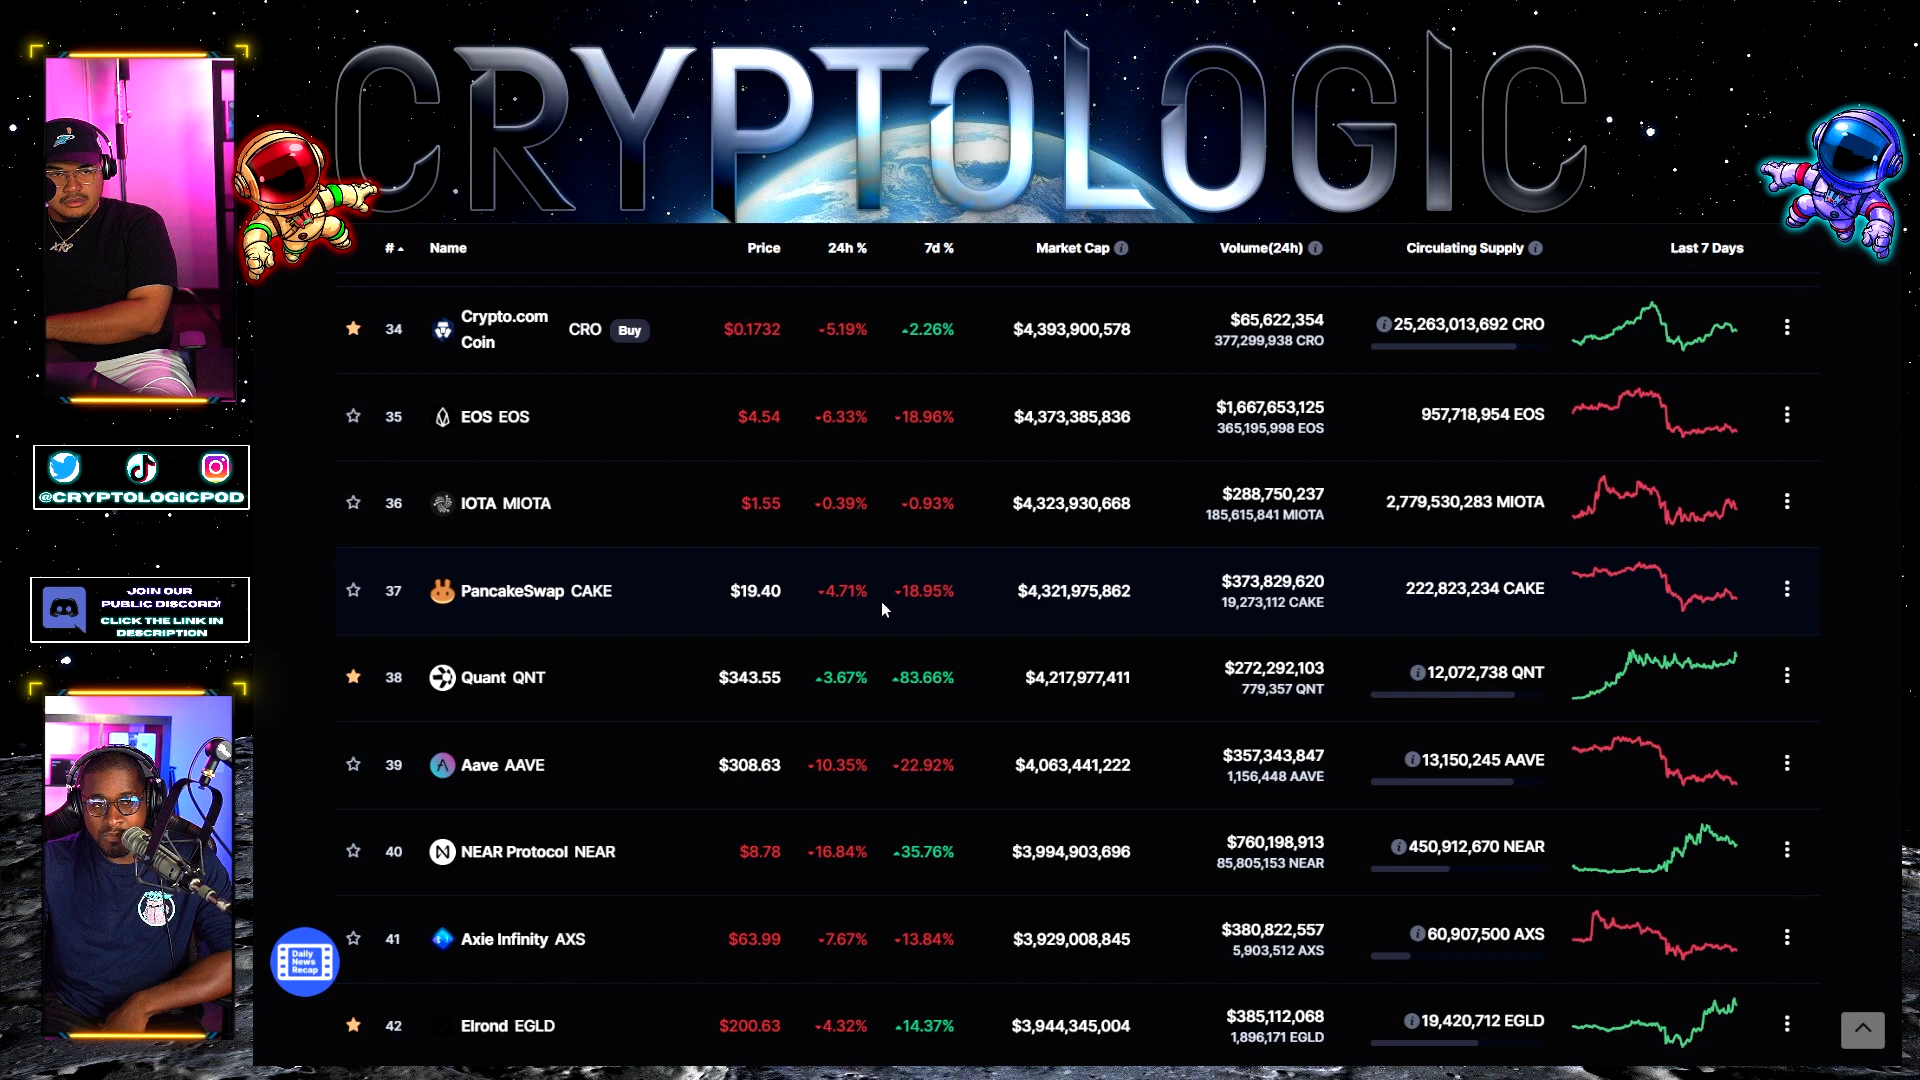 CRYPTOLOGIC
# Name Price 24h % 7d % Market Cap Volume(24h) Circulating Supply Last 7 Days
34 Crypto.com Coin CRO Buy $0.1732 5.19% 2.26% $4,393,900,578 $65,622,354 25,263,013,692 CRO
377,299,938 CRO
35 EOS EOS $4.54 6.33% 18.96% $4,373,385,836 $1,667,653,125 957,718,954 EOS
365,195,998 EOS
36 IOTA MIOTA $1.55 0.39% 0.93% $4,323,930,668 $288,750,237 2,779,530,283 MIOTA
185,615,841 MIOTA
37 PancakeSwap CAKE $19.40 4.71% 18.95% $4,321,975,862 $373,829,620 222,823,234 CAKE
19,273,112 CAKE
38 Quant QNT $343.55 3.67% 83.66% $4,217,977,411 $272,292,103 12,072,738 QNT
779,357 QNT
39 Aave AAVE $308.63 10.35% 22.92% $4,063,441,222 $357,343,847 13,150,245 AAVE
1,156,448 AAVE
40 NEAR Protocol NEAR $8.78 16.84% 35.76% $3,994,903,696 $760,198,913 450,912,670 NEAR
85,805,153 NEAR
41 Axie Infinity AXS $63.99 7.67% 13.84% $3,929,008,845 $380,822,557 60,907,500 AXS
5,903,512 AXS
42 Elrond EGLD $200.63 4.32% 14.37% $3,944,345,004 $385,112,068 19,420,712 EGLD
1,896,171 EGLD
XRP
@CRYPTOLOGICPOD
JOIN OUR
PUBLIC DISCORD!
CLICK THE LINK IN
DESCRIPTION
Daily
News
Recap